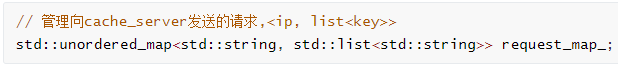 // 管理向cache_server发送的请求,<ip, list<key>>
std::unordered_map<std::string, std::list<std::string>> request_map_;